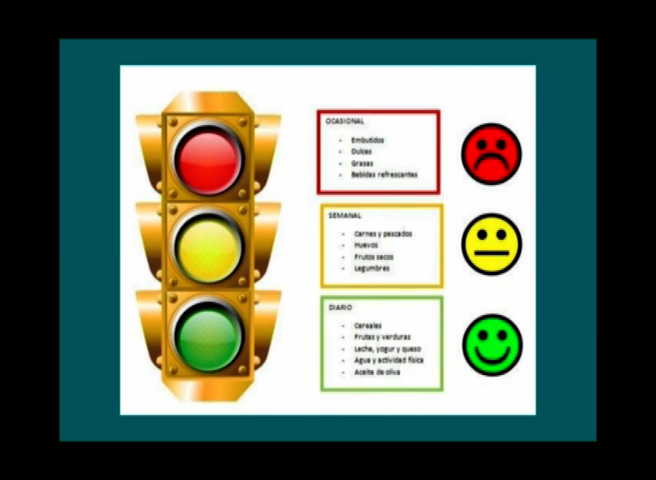 OCASIONAL
- Embutidos
- Dulces
- Grasas
- Bebidas refrescantes
SEMANAL
- Carnes y pescados
- Huevos
- Frutos secos
- Legumbres
DIARIO
- Cereales
- Frutas y verduras
- Leche, yogur y queso
- Agua y actividad física
- Aceite de oliva